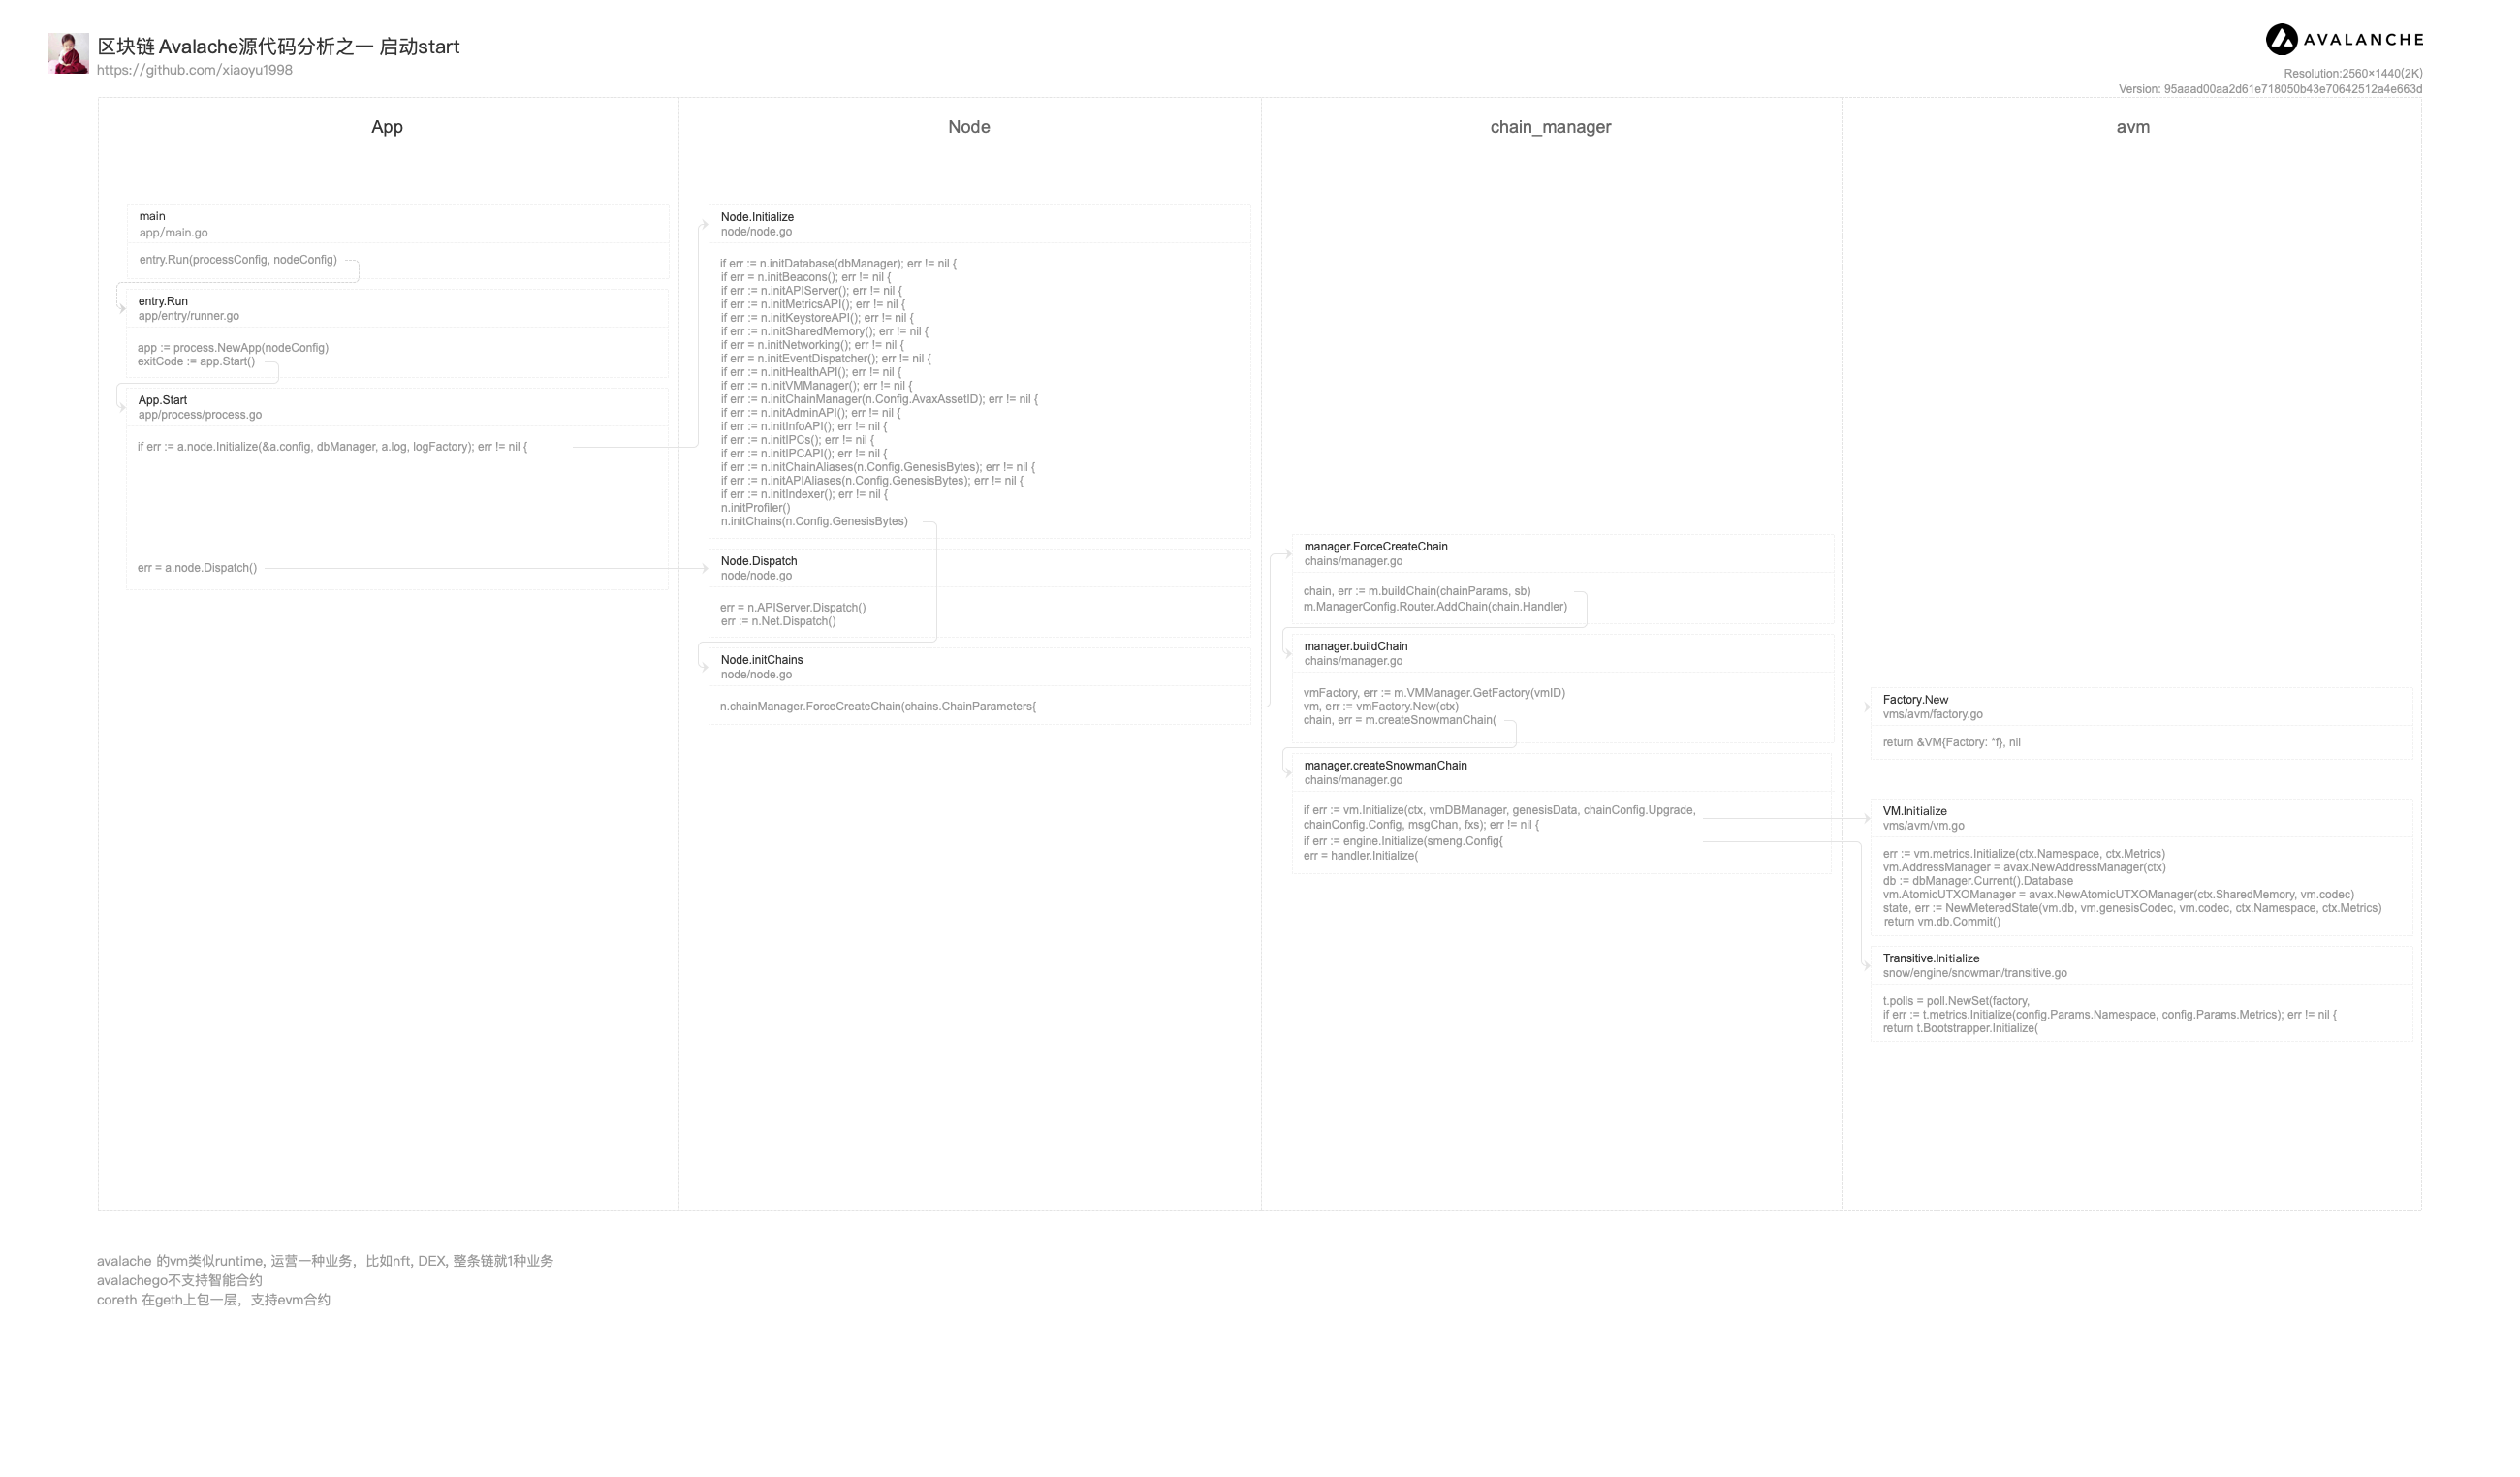 区块链 Avalache源代码分析之一 启动start
https://github.com/xiaoyu1998
AVALANCHE
Resolution:2560×1440(2K)
Version: 95aaad00aa2d61e718050b43e70642512a4e663d
App
main
app/main.go
entry.Run(processConfig, nodeConfig)
entry.Run
app/entry/runner.go
app := process.NewApp(nodeConfig)
exitCode := app.Start()
App.Start
app/process/process.go
if err := a.node.Initialize(&a.config, dbManager, a.log, logFactory); err != nil {
err = a.node.Dispatch()
Node
Node.Initialize
node/node.go
if err := n.initDatabase(dbManager); err != nil {
if err = n.initBeacons(); err != nil {
if err := n.initAPIServer(); err != nil {
if err := n.initMetricsAPI(); err != nil {
if err := n.initKeystoreAPI(); err != nil {
if err := n.initSharedMemory(); err != nil {
if err = n.initNetworking(); err != nil {
if err = n.initEventDispatcher(); err != nil {
if err := n.initHealthAPI(); err != nil {
if err := n.initVMManager(); err != nil {
if err := n.initChainManager(n.Config.AvaxAssetID); err != nil {
if err := n.initAdminAPI(); err != nil {
if err := n.initInfoAPI(); err != nil {
if err := n.initIPCs(); err != nil {
if err := n.initIPCAPI(); err != nil {
if err := n.initChainAliases(n.Config.GenesisBytes); err != nil {
if err := n.initAPIAliases(n.Config.GenesisBytes); err != nil {
if err := n.initIndexer(); err != nil {
n.initProfiler()
n.initChains(n.Config.GenesisBytes)
Node.Dispatch
node/node.go
err = n.APIServer.Dispatch()
err := n.Net.Dispatch()
Node.initChains
node/node.go
n.chainManager.ForceCreateChain(chains.ChainParameters{
chain_manager
manager.ForceCreateChain
chains/manager.go
chain, err := m.buildChain(chainParams, sb)
m.ManagerConfig.Router.AddChain(chain.Handler)
manager.buildChain
chains/manager.go
vmFactory, err := m.VMManager.GetFactory(vmID)
vm, err := vmFactory.New(ctx)
chain, err = m.createSnowmanChain(
manager.createSnowmanChain
chains/manager.go
if err := vm.Initialize(ctx, vmDBManager, genesisData, chainConfig.Upgrade,
chainConfig.Config, msgChan, fxs); err != nil {
if err := engine.Initialize(smeng.Config{
err = handler.Initialize(
avm
Factory.New
vms/avm/factory.go
return &VM{Factory: *f}, nil
VM.Initialize
vms/avm/vm.go
err := vm.metrics.Initialize(ctx.Namespace, ctx.Metrics)
vm.AddressManager = avax.NewAddressManager(ctx)
db := dbManager.Current().Database
vm.AtomicUTXOManager = avax.NewAtomicUTXOManager(ctx.SharedMemory, vm.codec)
state, err := NewMeteredState(vm.db, vm.genesisCodec, vm.codec, ctx.Namespace, ctx.Metrics)
return vm.db.Commit()
Transitive.Initialize
snow/engine/snowman/transitive.go
t.polls = poll.NewSet(factory,
if err := t.metrics.Initialize(config.Params.Namespace, config.Params.Metrics); err != nil {
return t.Bootstrapper.Initialize(
avalache 的vm类似runtime, 运营一种业务，比如nft, DEX, 整条链就1种业务
avalachego不支持智能合约
coreth 在geth上包一层，支持evm合约